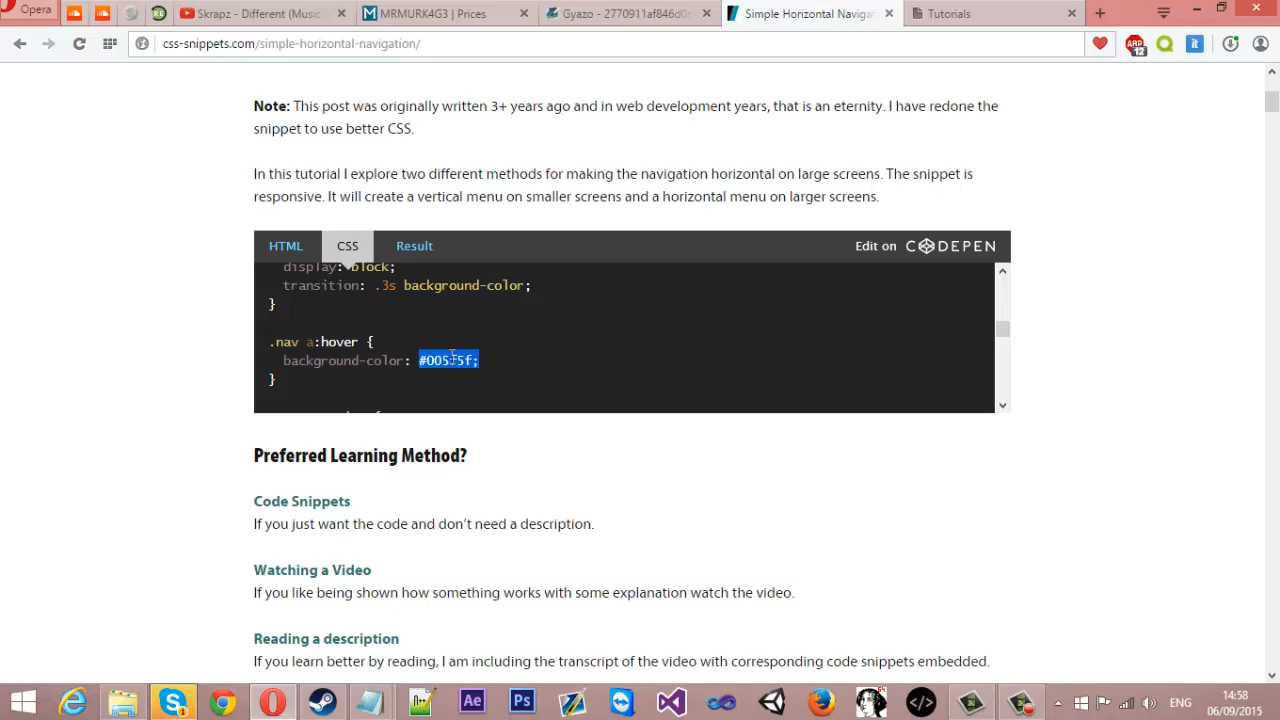 Opera
Skrapz - Different (Music
MRMURK4G3 | Prices
Gyazo - 2770911af846d0
Simple Horizontal Navigat
Tutorials
css-snippets.com/simple-horizontal-navigation/
ABP
12
Note: This post was originally written 3+ years ago and in web development years, that is an eternity. I have redone the
snippet to use better CSS.
In this tutorial I explore two different methods for making the navigation horizontal on large screens. The snippet is
responsive. It will create a vertical menu on smaller screens and a horizontal menu on larger screens.
HTML CSS Result Edit on CODEPEN
display: block;
transition: .3s background-color;
}
.nav a:hover {
background-color: #005f5f;
}
Preferred Learning Method?
Code Snippets
If you just want the code and don't need a description.
Watching a Video
If you like being shown how something works with some explanation watch the video.
Reading a description
If you learn better by reading, I am including the transcript of the video with corresponding code snippets embedded.
Ae
Ps
ENG
14:58
06/09/2015